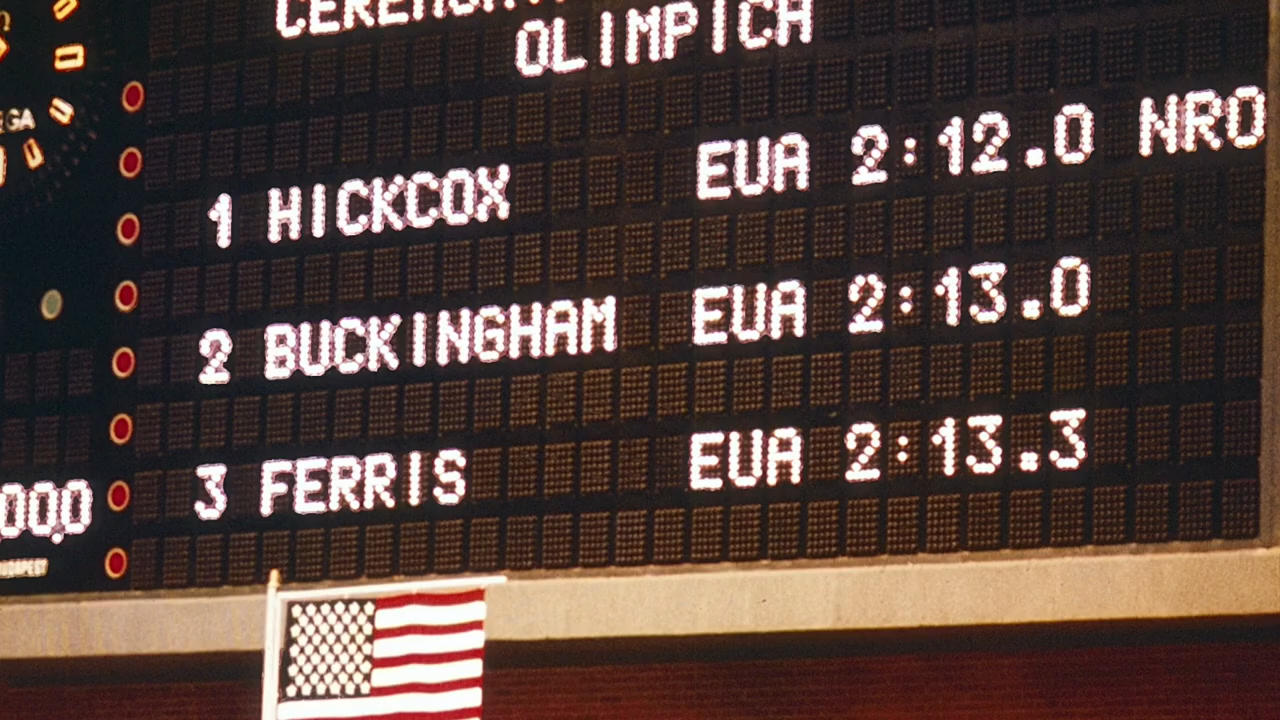 OLIMPICA
1 HICKCOX EUA 2:12.0 NRO
2 BUCKINGHAM EUA 2:13.0
3 FERRIS EUA 2:13.3